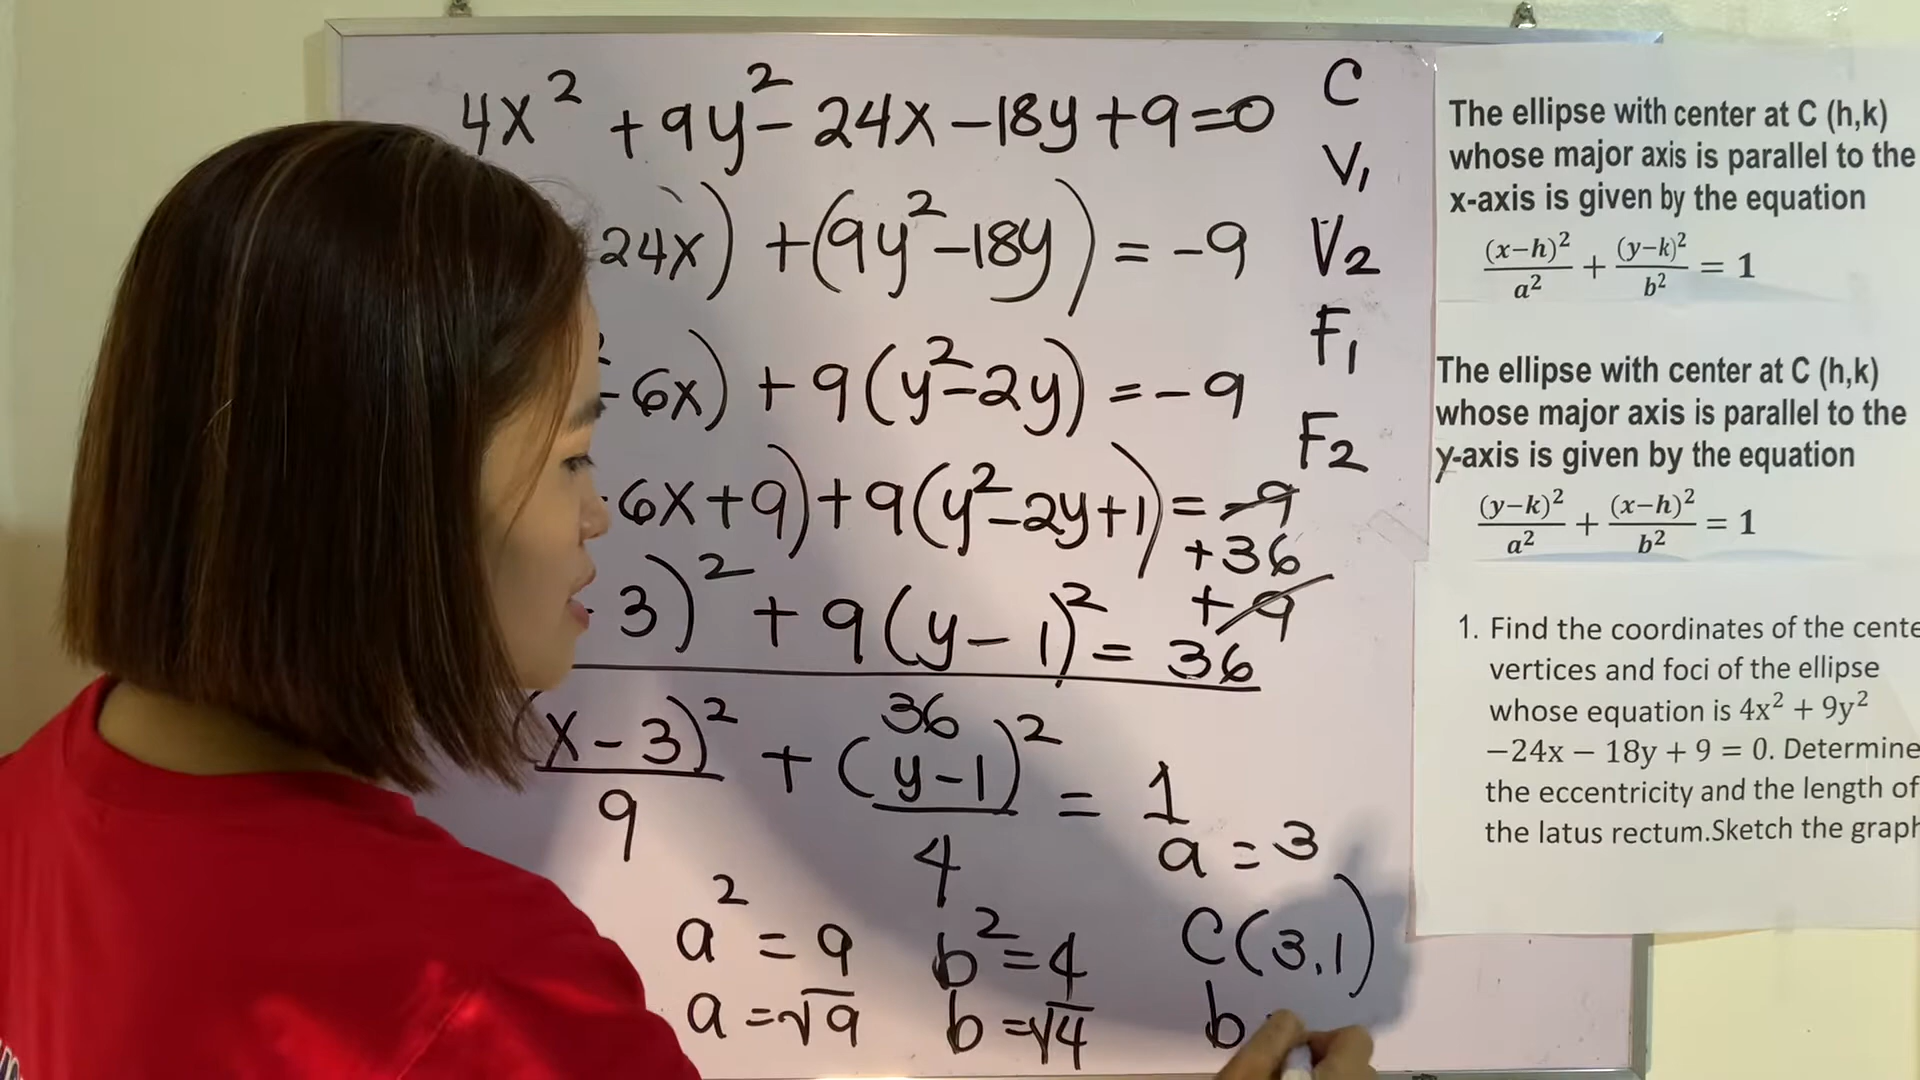 4x² + 9y² - 24x - 18y + 9 = 0
24x) + (9y² - 18y) = -9
- 6x) + 9(y² - 2y) = -9
6x + 9) + 9(y² - 2y + 1) = -9
+36
+9
3)² + 9(y - 1)² = 36
36
(x - 3)² + (y - 1)² = 1
9 4
a = 3
a² = 9 b² = 4 C(3,1)
a = √9 b = √4 b
C
V₁
V₂
F₁
F₂
The ellipse with center at C (h,k)
whose major axis is parallel to the
x-axis is given by the equation
(x−h)²/a² + (y−k)²/b² = 1
The ellipse with center at C (h,k)
whose major axis is parallel to the
y-axis is given by the equation
(y−k)²/a² + (x−h)²/b² = 1
1. Find the coordinates of the cente
vertices and foci of the ellipse
whose equation is 4x² + 9y²
−24x − 18y + 9 = 0. Determine
the eccentricity and the length of
the latus rectum.Sketch the graph